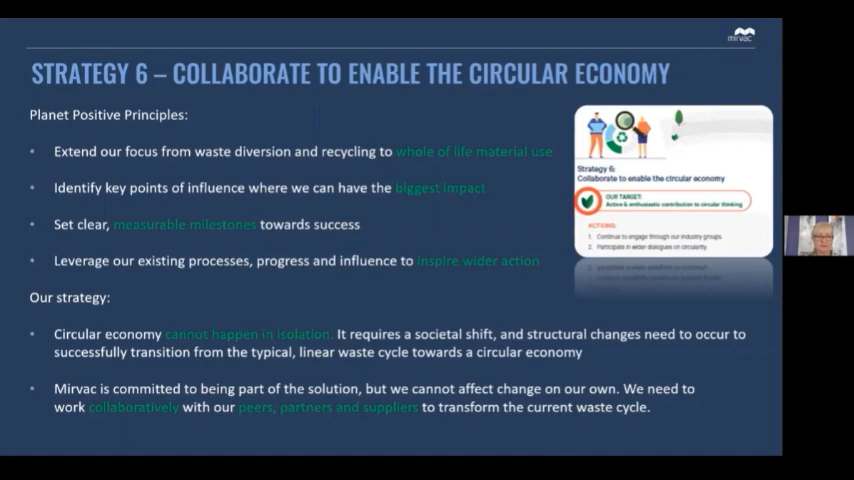 mirvac
STRATEGY 6 – COLLABORATE TO ENABLE THE CIRCULAR ECONOMY
Planet Positive Principles:
• Extend our focus from waste diversion and recycling to whole of life material use
• Identify key points of influence where we can have the biggest impact
• Set clear, measurable milestones towards success
• Leverage our existing processes, progress and influence to inspire wider action
Strategy 6:
Collaborate to enable the circular economy
OUR TARGET:
Active & enthusiastic contribution to circular thinking
ACTIONS:
1. Continue to engage through our industry groups.
2. Participate in wider dialogues on circularity.
Our strategy:
• Circular economy cannot happen in isolation. It requires a societal shift, and structural changes need to occur to
successfully transition from the typical, linear waste cycle towards a circular economy
• Mirvac is committed to being part of the solution, but we cannot affect change on our own. We need to
work collaboratively with our peers, partners and suppliers to transform the current waste cycle.